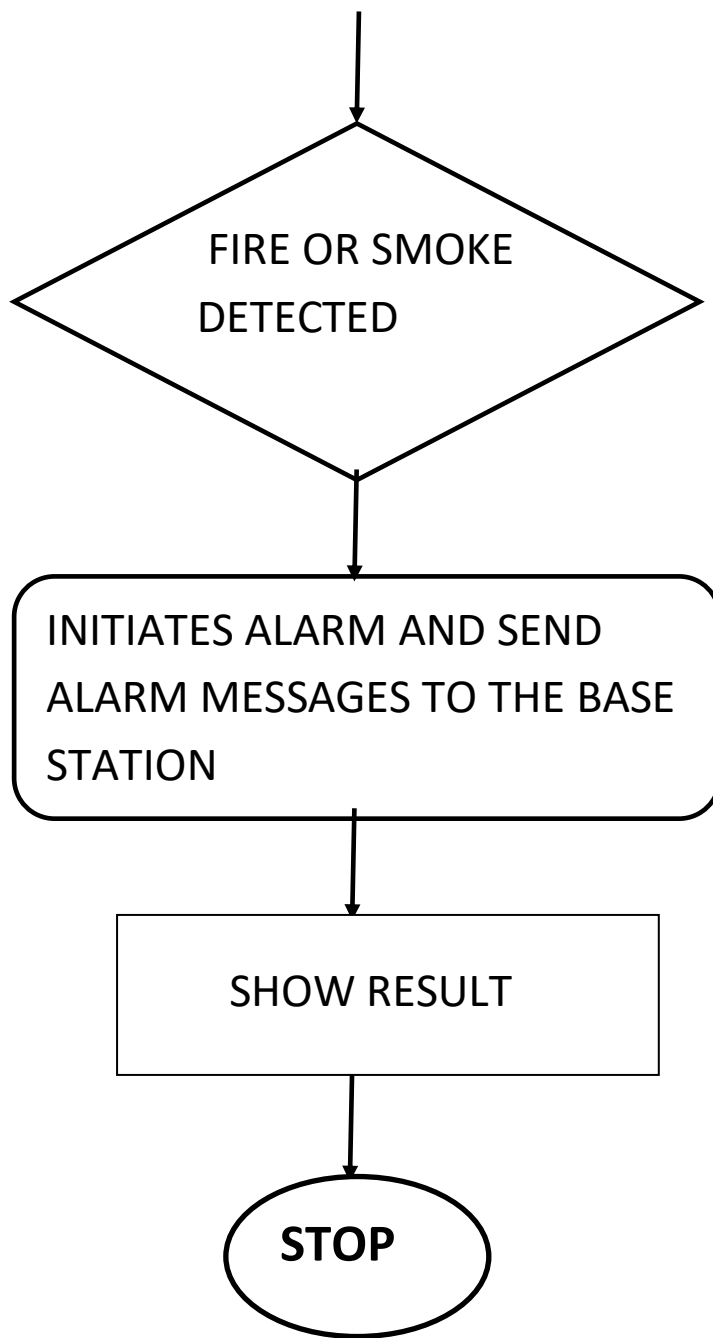 FIRE OR SMOKE
DETECTED
INITIATES ALARM AND SEND
ALARM MESSAGES TO THE BASE
STATION
SHOW RESULT
STOP